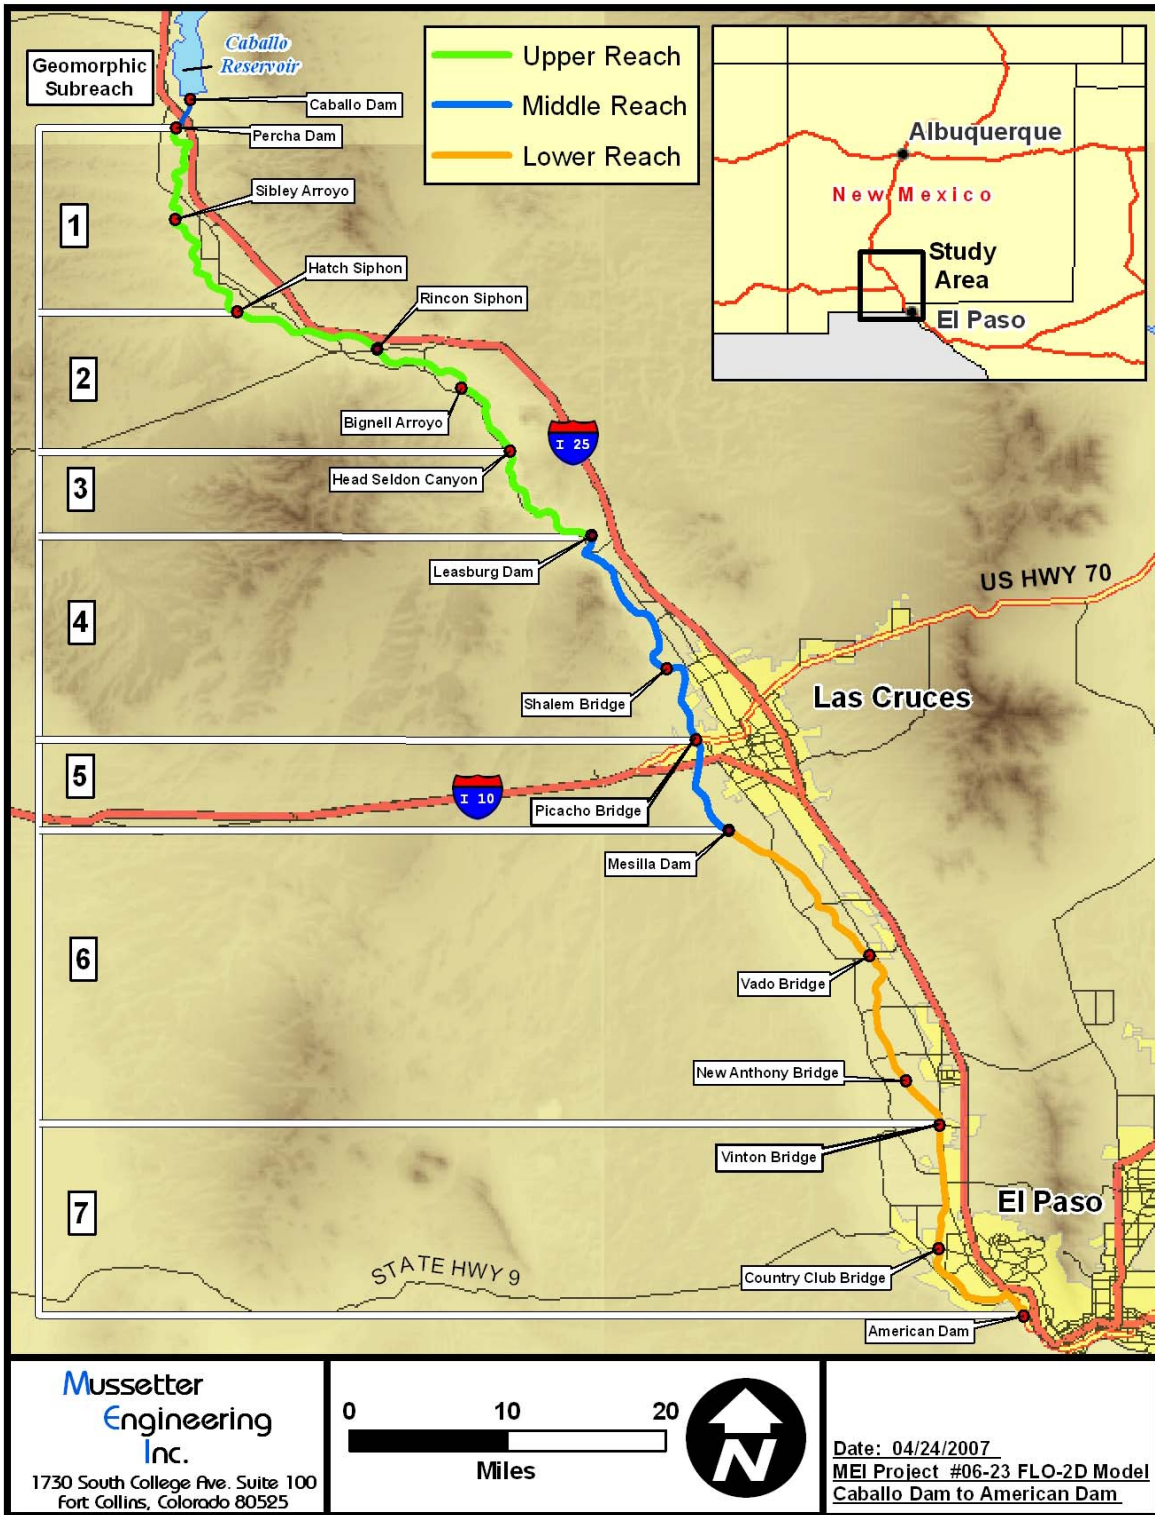 Caballo
Reservoir
Geomorphic
Subreach
Caballo Dam
Percha Dam
Sibley Arroyo
Hatch Siphon
Rincon Siphon
Bignell Arroyo
Head Seldon Canyon
Leasburg Dam
Shalem Bridge
Picacho Bridge
Mesilla Dam
Vado Bridge
New Anthony Bridge
Vinton Bridge
Country Club Bridge
American Dam
1
2
3
4
5
6
7
Upper Reach
Middle Reach
Lower Reach
Albuquerque
New Mexico
Study
Area
El Paso
I 25
US HWY 70
Las Cruces
I 10
El Paso
STATE HWY 9
Mussetter
Engineering
Inc.
1730 South College Ave. Suite 100
Fort Collins, Colorado 80525
0 10 20
Miles
N
Date: 04/24/2007
MEI Project #06-23 FLO-2D Model
Caballo Dam to American Dam